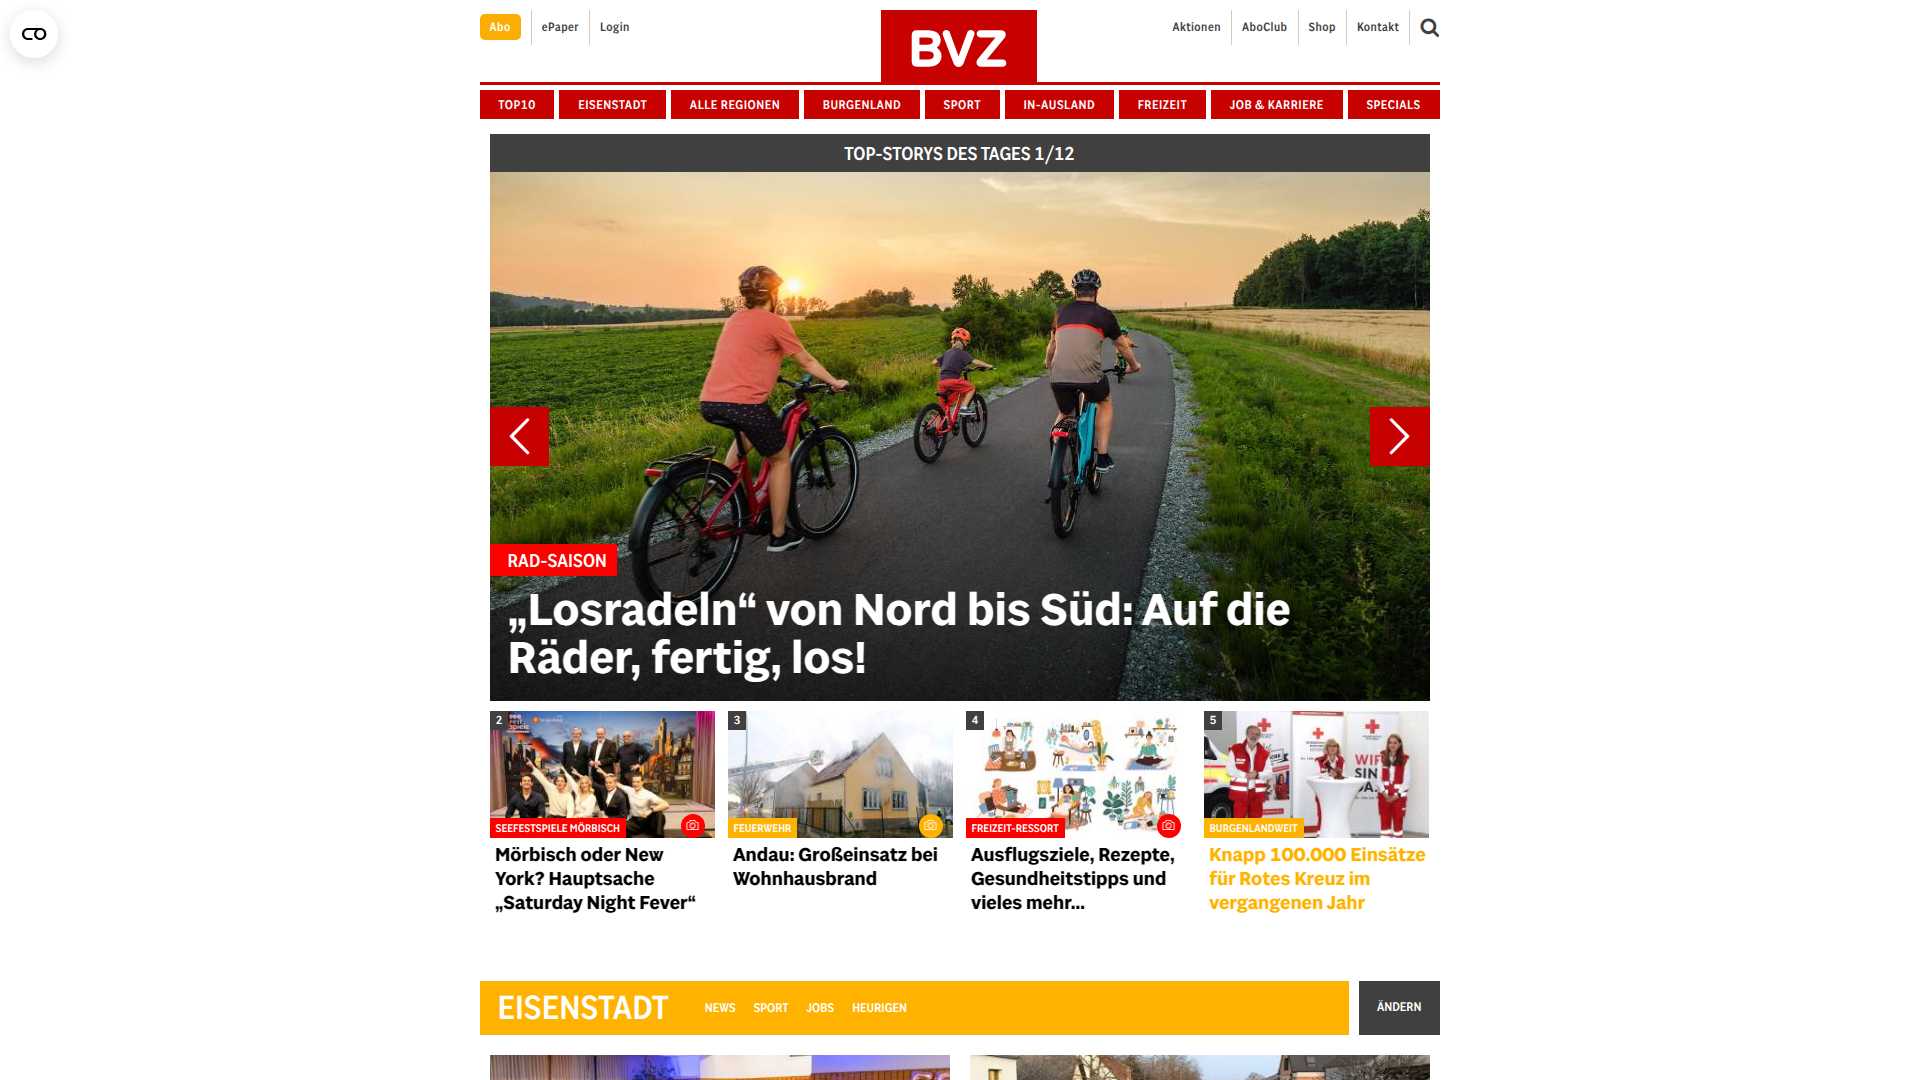 Abo
ePaper
Login
BVZ
Aktionen
AboClub
Shop
Kontakt
TOP10
EISENSTADT
ALLE REGIONEN
BURGENLAND
SPORT
IN-AUSLAND
FREIZEIT
JOB & KARRIERE
SPECIALS
TOP-STORYS DES TAGES 1/12
RAD-SAISON
„Losradeln“ von Nord bis Süd: Auf die
Räder, fertig, los!
2
SEEFESTSPIELE MÖRBISCH
Mörbisch oder New
York? Hauptsache
„Saturday Night Fever“
3
FEUERWEHR
Andau: Großeinsatz bei
Wohnhausbrand
4
FREIZEIT-RESSORT
Ausflugsziele, Rezepte,
Gesundheitstipps und
vieles mehr...
5
WIR
SIN
BURGENLANDWEIT
Knapp 100.000 Einsätze
für Rotes Kreuz im
vergangenen Jahr
EISENSTADT
NEWS
SPORT
JOBS
HEURIGEN
ÄNDERN